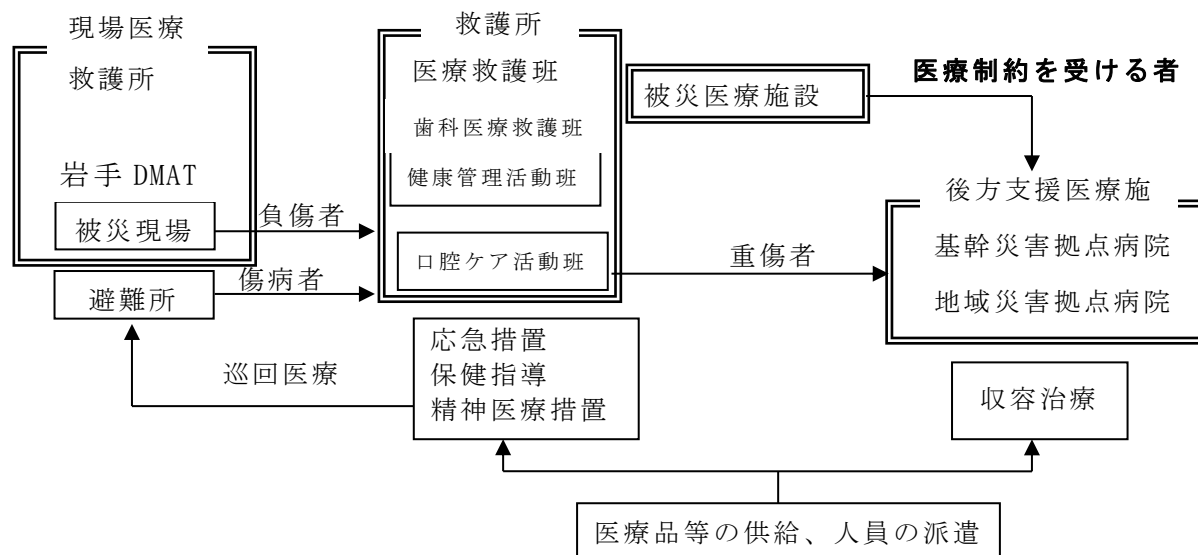 現場医療
救護所
岩手 DMAT
被災現場
避難所
負傷者
傷病者
救護所
医療救護班
歯科医療救護班
健康管理活動班
口腔ケア活動班
被災医療施設
医療制約を受ける者
重傷者
後方支援医療施
基幹災害拠点病院
地域災害拠点病院
巡回医療
応急措置
保健指導
精神医療措置
収容治療
医療品等の供給、人員の派遣